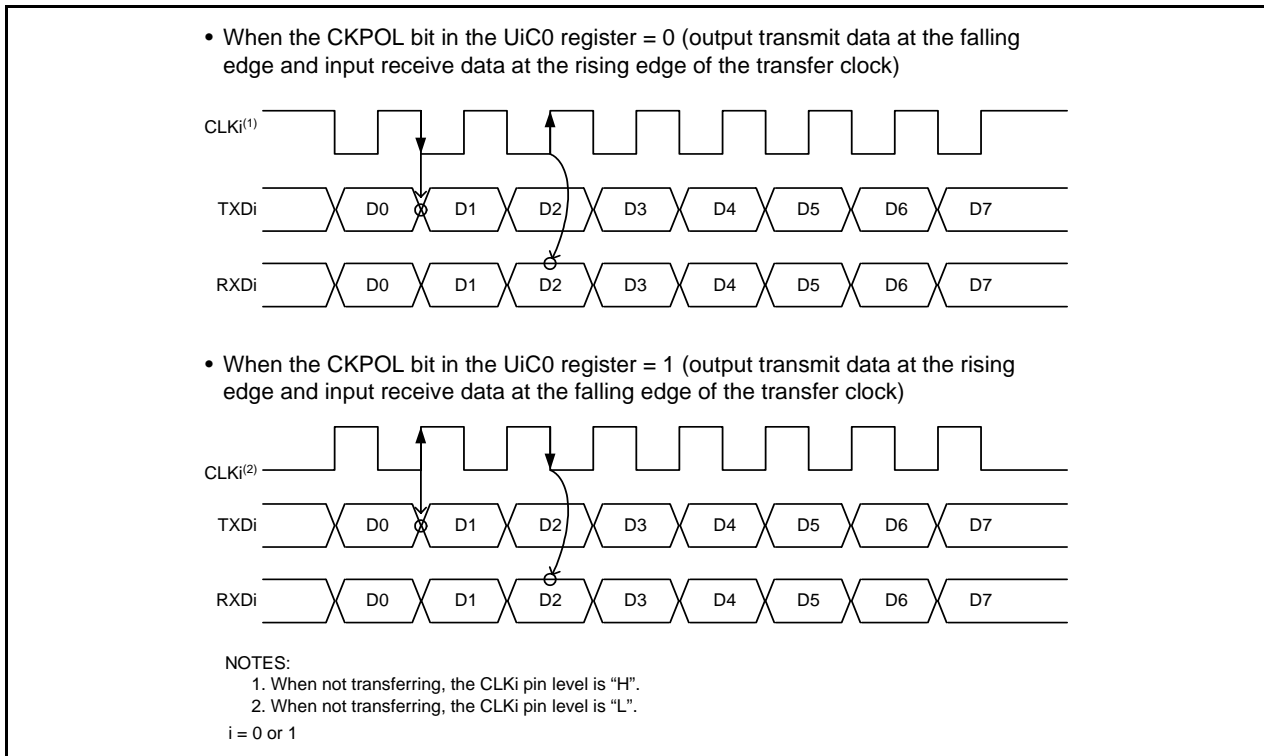 • When the CKPOL bit in the UiC0 register = 0 (output transmit data at the falling
edge and input receive data at the rising edge of the transfer clock)
CLKi(1)
TXDi D0 D1 D2 D3 D4 D5 D6 D7
RXDi D0 D1 D2 D3 D4 D5 D6 D7
• When the CKPOL bit in the UiC0 register = 1 (output transmit data at the rising
edge and input receive data at the falling edge of the transfer clock)
CLKi(2)
TXDi D0 D1 D2 D3 D4 D5 D6 D7
RXDi D0 D1 D2 D3 D4 D5 D6 D7
NOTES:
1. When not transferring, the CLKi pin level is “H”.
2. When not transferring, the CLKi pin level is “L”.
i = 0 or 1